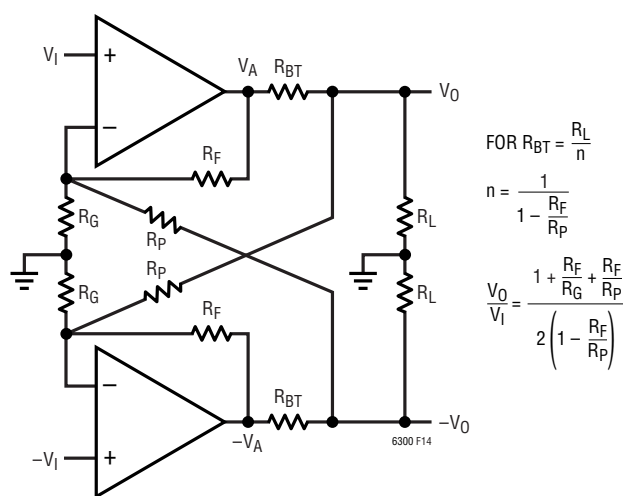 V_I
+
−
V_A
R_BT
V_O
R_F
R_G
R_P
R_P
R_L
R_G
R_L
R_F
−
+
−V_I
−V_A
R_BT
−V_O
6300 F14
FOR R_BT = R_L/n
n = 1/(1 − R_F/R_P)
V_O/V_I = (1 + R_F/R_G + R_F/R_P)/(2(1 − R_F/R_P))